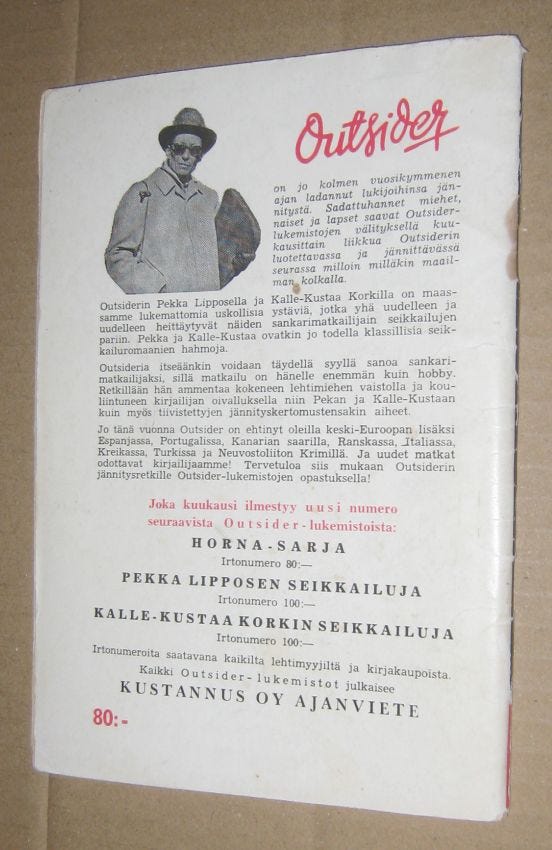 Outsider
on jo kolmen vuosikymmenen
ajan ladannut lukijoihinsa jän-
nitystä. Sadattuhannet miehet,
naiset ja lapset saavat Outsider-
lukemistojen välityksellä kuu-
kausittain liikkua Outsiderin
luotettavassa ja jännittävässä
seurassa milloin milläkin maail-
man kolkalla.
Outsiderin Pekka Lipposella ja Kalle-Kustaa Korkilla on maas-
samme lukemattomia uskollisia ystäviä, jotka yhä uudelleen ja
uudelleen heittäytyvät näiden sankarimatkailijain seikkailujen
pariin. Pekka ja Kalle-Kustaa ovatkin jo todella klassillisia seik-
kailuromaanien hahmoja.
Outsideria itseäänkin voidaan täydellä syyllä sanoa sankari-
matkailijaksi, sillä matkailu on hänelle enemmän kuin hobby.
Retkillään hän ammentaa kokeneen lehtimiehen vaistolla ja kou-
liintuneen kirjailijan oivalluksella niin Pekan ja Kalle-Kustaan
kuin myös tiivistettyjen jännityskertomustensakin aiheet.
Jo tänä vuonna Outsider on ehtinyt oleilla keski-Euroopan lisäksi
Espanjassa, Portugalissa, Kanarian saarilla, Ranskassa, Italiassa,
Kreikassa, Turkissa ja Neuvostoliiton Krimillä. Ja uudet matkat
odottavat kirjailijaamme! Tervetuloa siis mukaan Outsiderin
jännitysretkille Outsider-lukemistojen opastuksella!
Joka kuukausi ilmestyy uusi numero
seuraavista Outsider-lukemistoista:
HORNA-SARJA
Irtonumero 80:—
PEKKA LIPPOSEN SEIKKAILUJA
Irtonumero 100:—
KALLE-KUSTAA KORKIN SEIKKAILUJA
Irtonumero 100:—
Irtonumeroita saatavana kaikilta lehtimyyjiltä ja kirjakaupoista.
Kaikki Outsider-lukemistot julkaisee
KUSTANNUS OY AJANVIETE
80:-